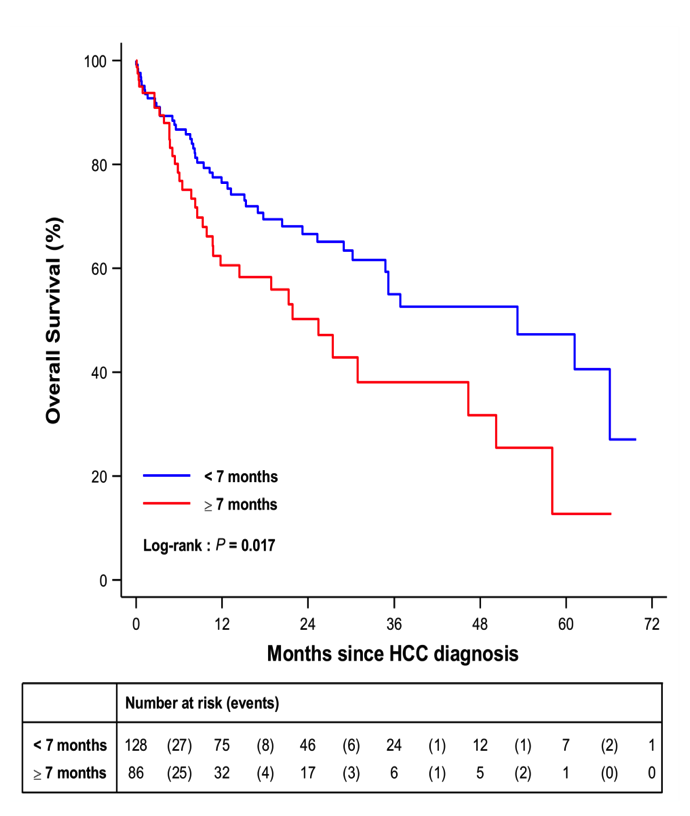 100
80
60
40
20
0
Overall Survival (%)
< 7 months
≥ 7 months
Log-rank : P = 0.017
0 12 24 36 48 60 72
Months since HCC diagnosis
Number at risk (events)
< 7 months 128 (27) 75 (8) 46 (6) 24 (1) 12 (1) 7 (2) 1
≥ 7 months 86 (25) 32 (4) 17 (3) 6 (1) 5 (2) 1 (0) 0